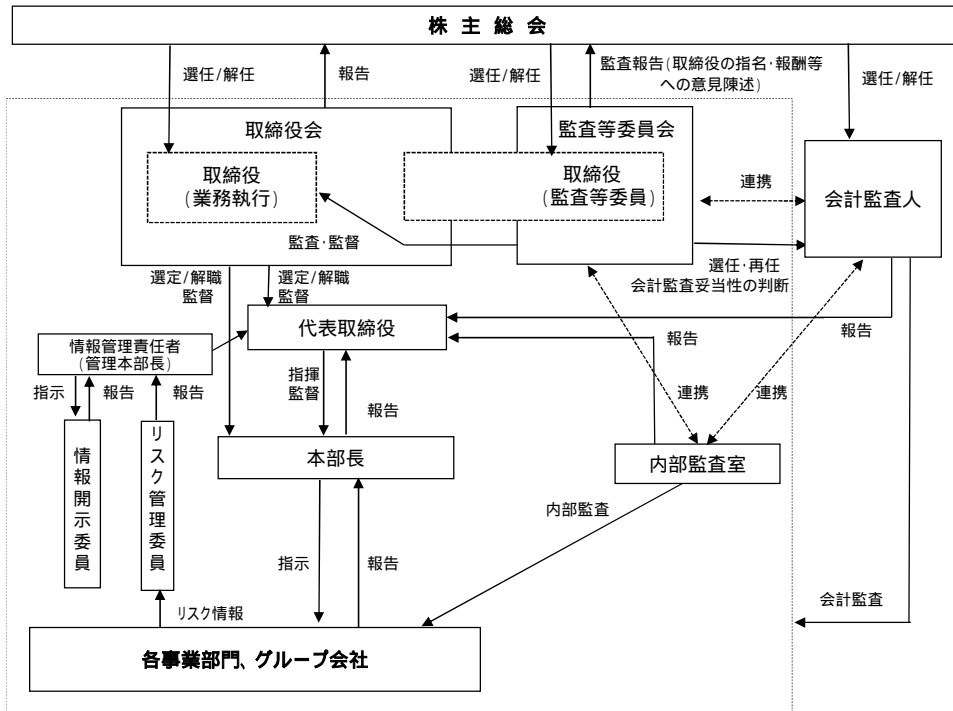 株主総会
選任/解任
報告
選任/解任
監査報告(取締役の指名･報酬等
への意見陳述)
選任/解任
取締役会
監査等委員会
取締役
(業務執行)
取締役
(監査等委員)
連携
会計監査人
監査･監督
選任･再任
会計監査妥当性の判断
選定/解職
監督
選定/解職
監督
代表取締役
報告
報告
情報管理責任者
(管理本部長)
指示
報告
報告
指揮
監督
報告
連携
連携
情報開示委員
リスク管理委員
本部長
内部監査室
内部監査
指示
報告
会計監査
リスク情報
各事業部門、グループ会社